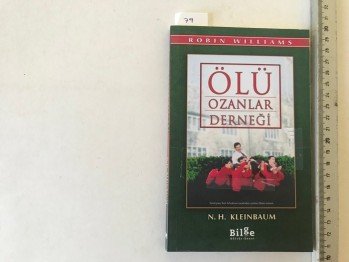 79
ROBIN WILLIAMS
ÖLÜ
OZANLAR
DERNEĞİ
N. H. KLEINBAUM
Bilge